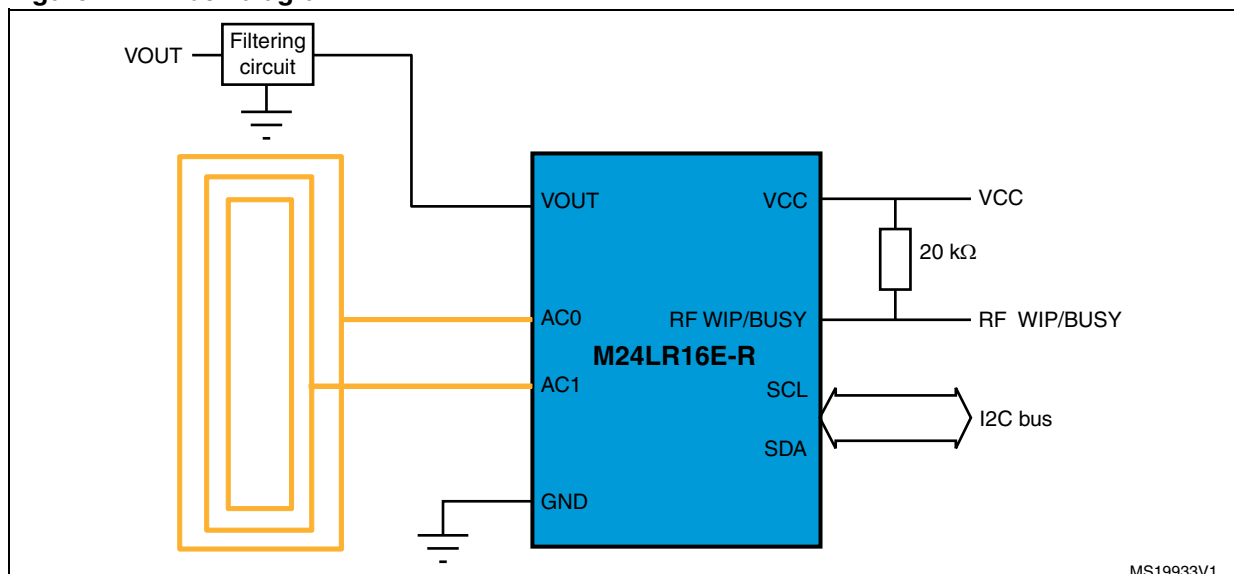 Filtering
circuit
VOUT
VOUT
VCC
VCC
20 kΩ
AC0
RF WIP/BUSY
RF WIP/BUSY
M24LR16E-R
AC1
SCL
I2C bus
SDA
GND
MS19933V1